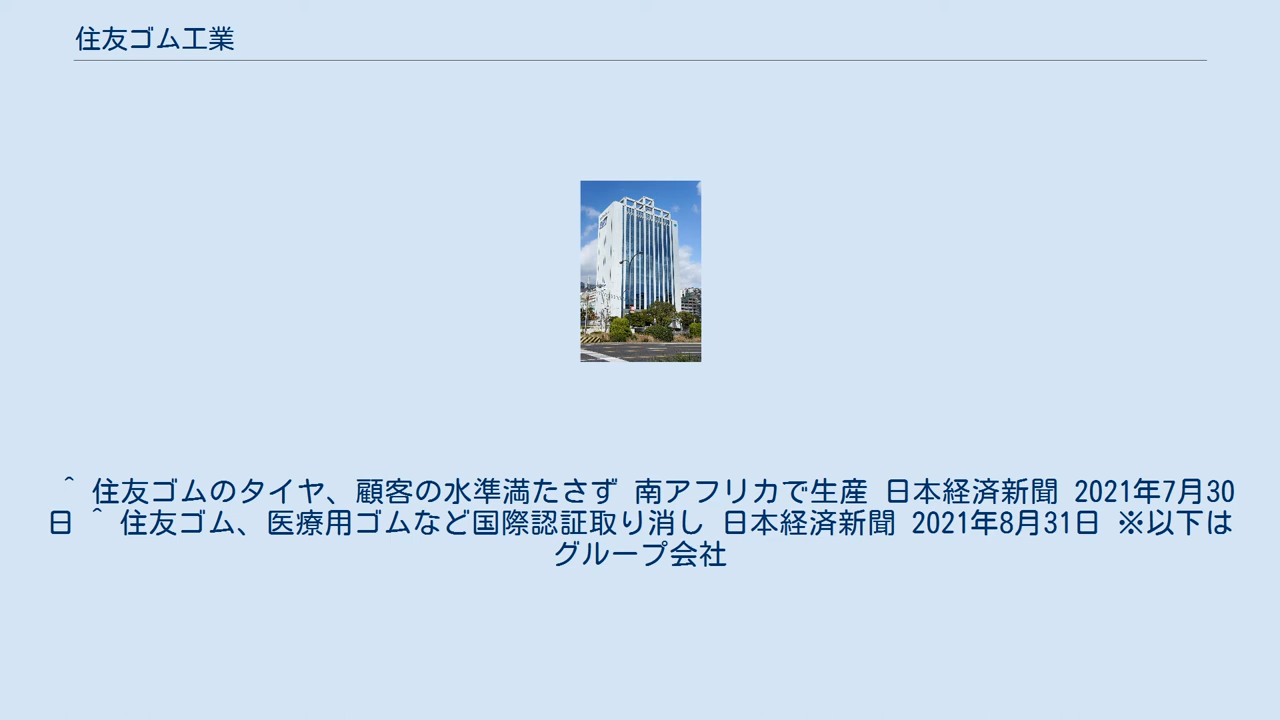 住友ゴム工業
^ 住友ゴムのタイヤ、顧客の水準満たさず 南アフリカで生産 日本経済新聞 2021年7月30
日 ^ 住友ゴム、医療用ゴムなど国際認証取り消し 日本経済新聞 2021年8月31日 ※以下は
グループ会社